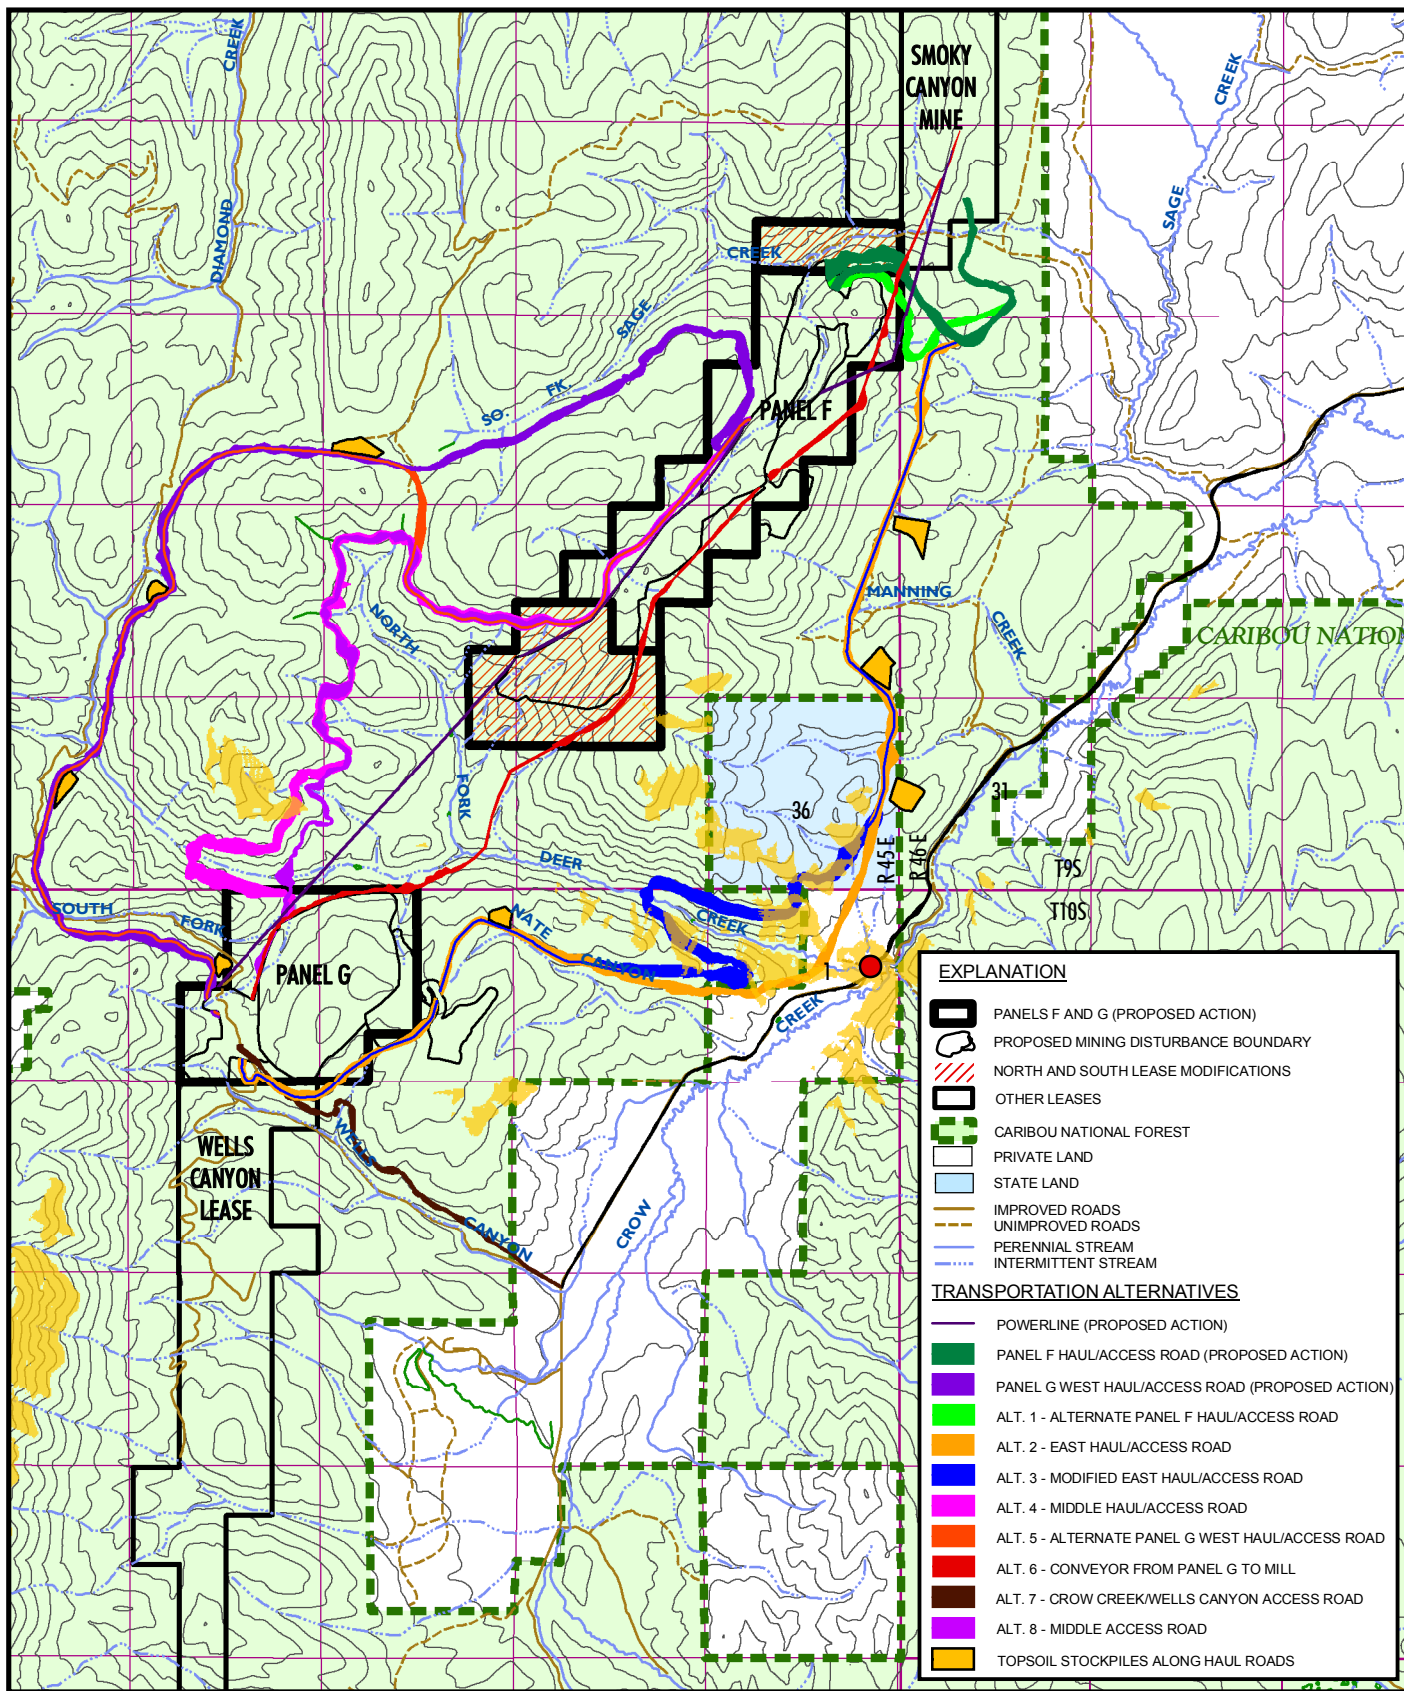 CREEK
DIAMOND
SMOKY
CANYON
MINE
CREEK
SAGE
CREEK
SAGE
SO. FK.
PANEL F
MANNING
CREEK
CARIBOU NATION
NORTH
FORK
36
31
R 45 E
R 46 E
T9S
T10S
DEER
CREEK
SOUTH
FORK
NATE
CANYON
PANEL G
1
CREEK
CROW
WELLS
CANYON
WELLS
CANYON
LEASE
EXPLANATION
PANELS F AND G (PROPOSED ACTION)
PROPOSED MINING DISTURBANCE BOUNDARY
NORTH AND SOUTH LEASE MODIFICATIONS
OTHER LEASES
CARIBOU NATIONAL FOREST
PRIVATE LAND
STATE LAND
IMPROVED ROADS
UNIMPROVED ROADS
PERENNIAL STREAM
INTERMITTENT STREAM
TRANSPORTATION ALTERNATIVES
POWERLINE (PROPOSED ACTION)
PANEL F HAUL/ACCESS ROAD (PROPOSED ACTION)
PANEL G WEST HAUL/ACCESS ROAD (PROPOSED ACTION)
ALT. 1 - ALTERNATE PANEL F HAUL/ACCESS ROAD
ALT. 2 - EAST HAUL/ACCESS ROAD
ALT. 3 - MODIFIED EAST HAUL/ACCESS ROAD
ALT. 4 - MIDDLE HAUL/ACCESS ROAD
ALT. 5 - ALTERNATE PANEL G WEST HAUL/ACCESS ROAD
ALT. 6 - CONVEYOR FROM PANEL G TO MILL
ALT. 7 - CROW CREEK/WELLS CANYON ACCESS ROAD
ALT. 8 - MIDDLE ACCESS ROAD
TOPSOIL STOCKPILES ALONG HAUL ROADS